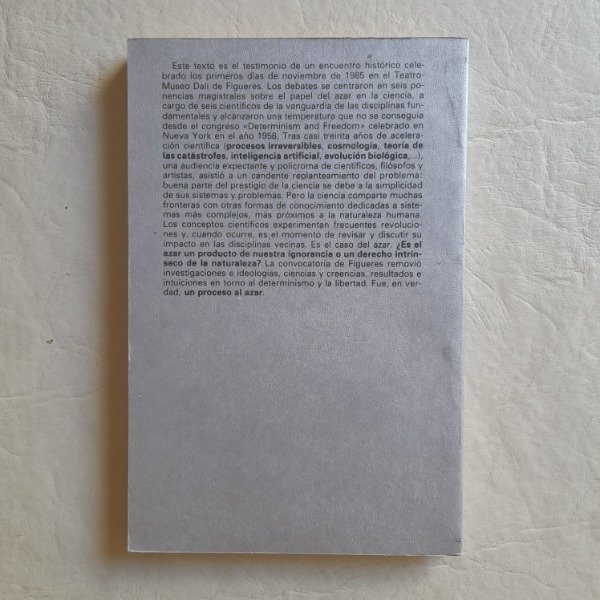 Este texto es el testimonio de un encuentro histórico cele-
brado los primeros días de noviembre de 1985 en el Teatro-
Museo Dalí de Figueres. Los debates se centraron en seis po-
nencias magistrales sobre el papel del azar en la ciencia, a
cargo de seis científicos de la vanguardia de las disciplinas fun-
damentales y alcanzaron una temperatura que no se conseguía
desde el congreso «Determinism and Freedom» celebrado en
Nueva York en el año 1958. Tras casi treinta años de acelera-
ción científica (procesos irreversibles, cosmología, teoría de
las catástrofes, inteligencia artificial, evolución biológica,...),
una audiencia expectante y polícroma de científicos, filósofos y
artistas, asistió a un candente replanteamiento del problema:
buena parte del prestigio de la ciencia se debe a la simplicidad
de sus sistemas y problemas. Pero la ciencia comparte muchas
fronteras con otras formas de conocimiento dedicadas a siste-
mas más complejos, más próximos a la naturaleza humana.
Los conceptos científicos experimentan frecuentes revolucio-
nes y, cuando ocurre, es el momento de revisar y discutir su
impacto en las disciplinas vecinas. Es el caso del azar. ¿Es el
azar un producto de nuestra ignorancia o un derecho intrín-
seco de la naturaleza? La convocatoria de Figueres removió
investigaciones e ideologías, ciencias y creencias, resultados e
intuiciones en torno al determinismo y la libertad. Fue, en ver-
dad, un proceso al azar.